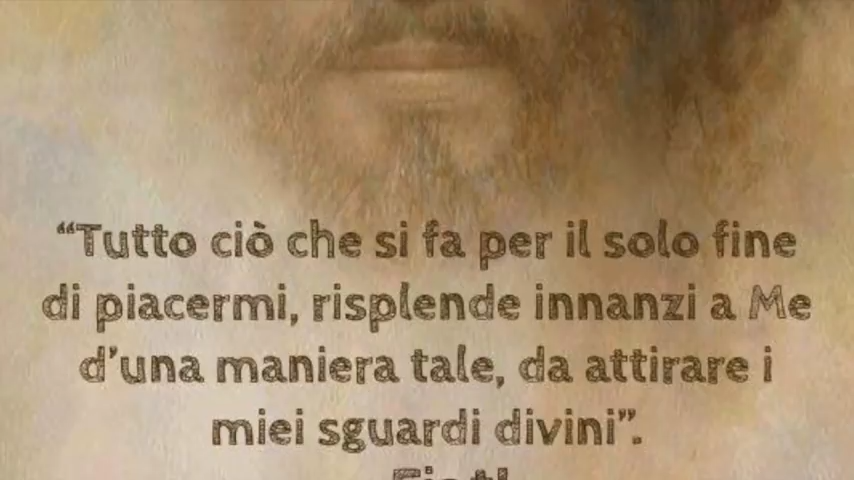 “Tutto ciò che si fa per il solo fine
di piacermi, risplende innanzi a Me
d’una maniera tale, da attirare i
miei sguardi divini”.